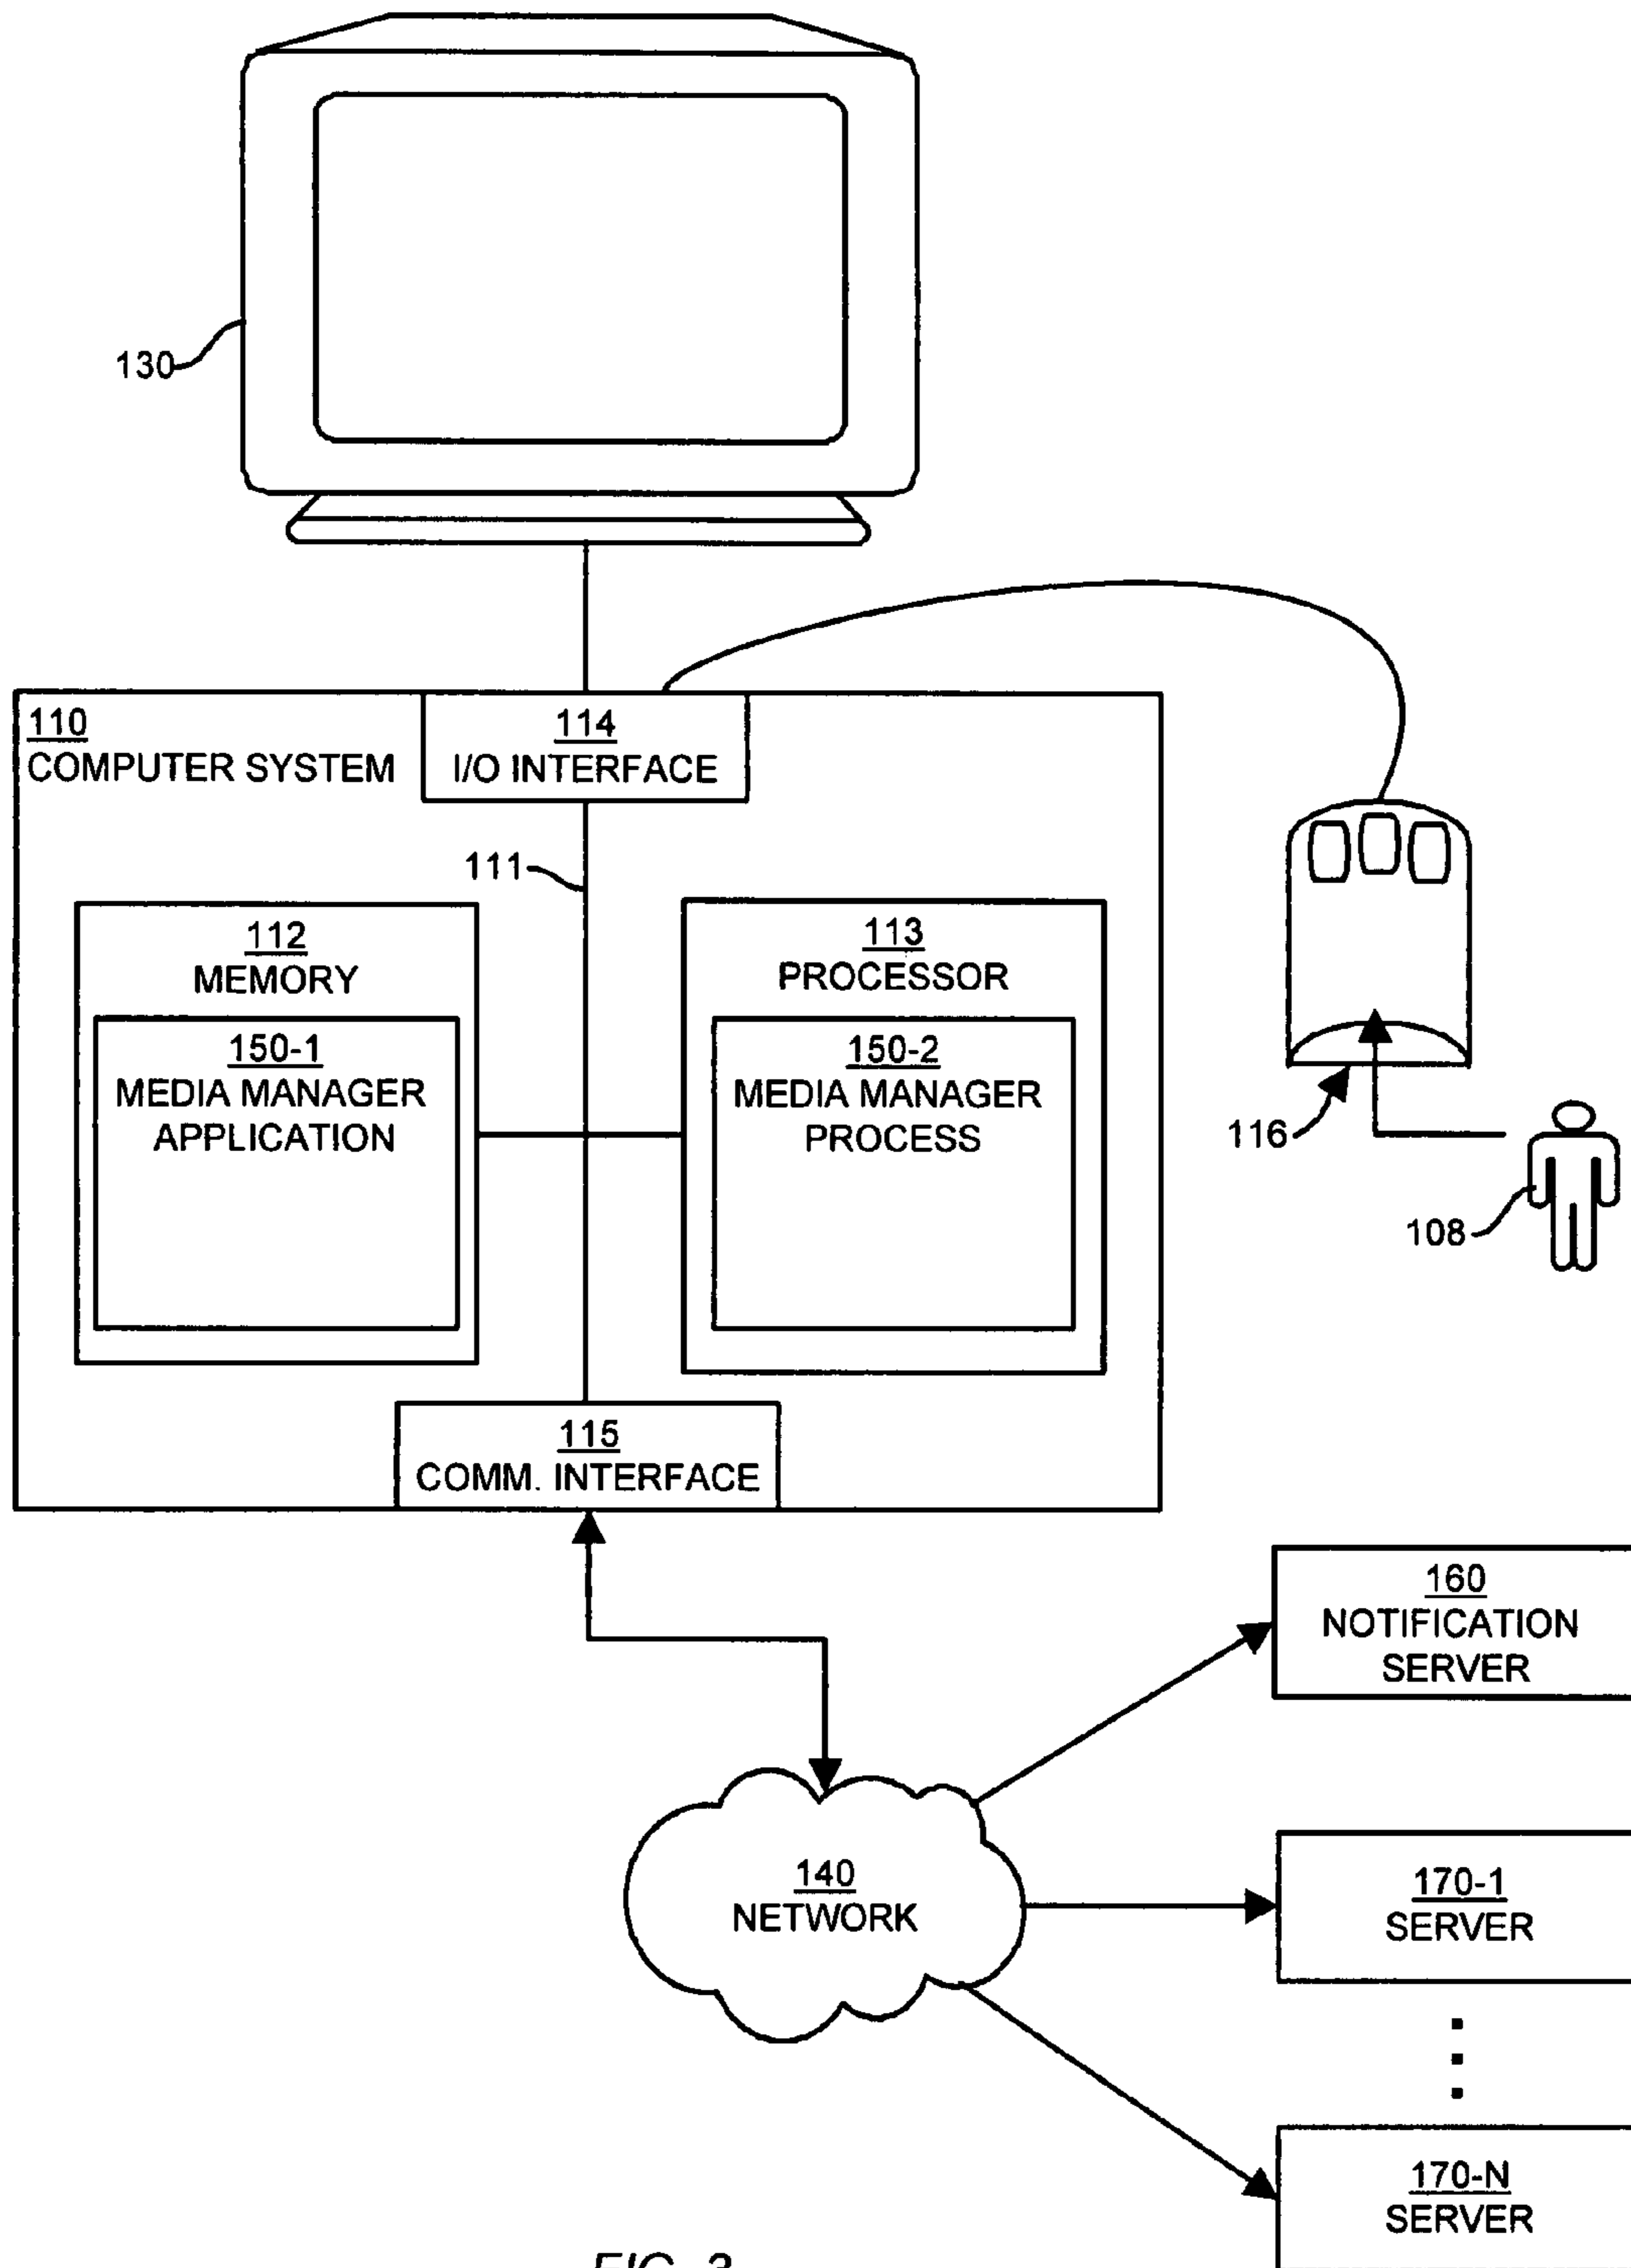 130
110
COMPUTER SYSTEM
114
I/O INTERFACE
111
112
MEMORY
150-1
MEDIA MANAGER
APPLICATION
113
PROCESSOR
150-2
MEDIA MANAGER
PROCESS
116
108
115
COMM. INTERFACE
160
NOTIFICATION
SERVER
140
NETWORK
170-1
SERVER
170-N
SERVER